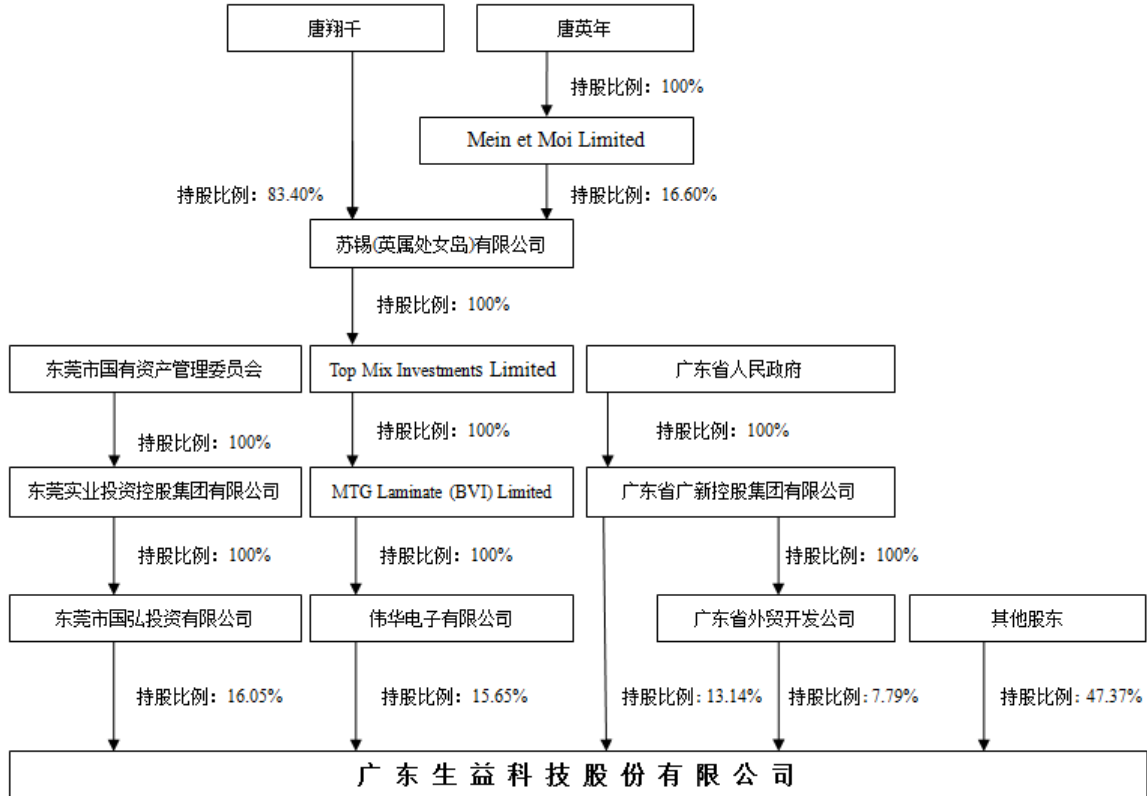 唐翔千
唐英年
持股比例：100%
Mein et Moi Limited
持股比例：83.40%
持股比例：16.60%
苏锡(英属处女岛)有限公司
持股比例：100%
东莞市国有资产管理委员会
Top Mix Investments Limited
广东省人民政府
持股比例：100%
持股比例：100%
持股比例：100%
东莞实业投资控股集团有限公司
MTG Laminate (BVI) Limited
广东省广新控股集团有限公司
持股比例：100%
持股比例：100%
持股比例：100%
东莞市国弘投资有限公司
伟华电子有限公司
广东省外贸开发公司
其他股东
持股比例：16.05%
持股比例：15.65%
持股比例：13.14%
持股比例：7.79%
持股比例：47.37%
广东生益科技股份有限公司